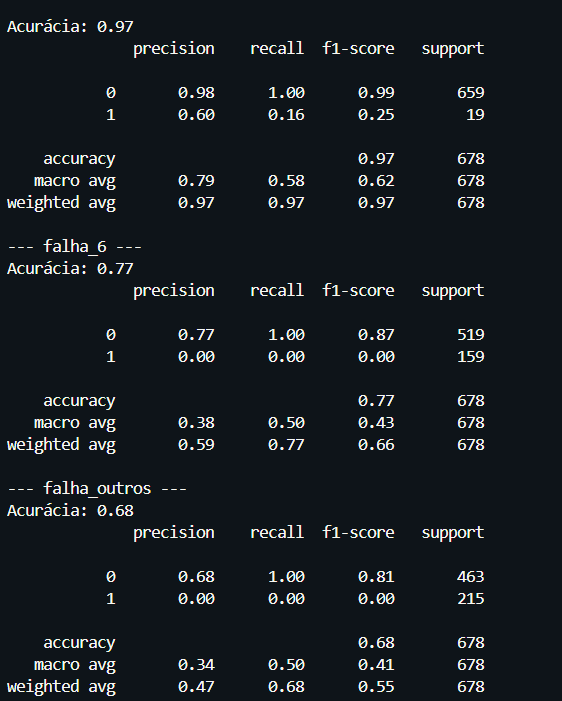 Acurácia: 0.97
precision recall f1-score support
0 0.98 1.00 0.99 659
1 0.60 0.16 0.25 19
accuracy 0.97 678
macro avg 0.79 0.58 0.62 678
weighted avg 0.97 0.97 0.97 678
--- falha_6 ---
Acurácia: 0.77
precision recall f1-score support
0 0.77 1.00 0.87 519
1 0.00 0.00 0.00 159
accuracy 0.77 678
macro avg 0.38 0.50 0.43 678
weighted avg 0.59 0.77 0.66 678
--- falha_outros ---
Acurácia: 0.68
precision recall f1-score support
0 0.68 1.00 0.81 463
1 0.00 0.00 0.00 215
accuracy 0.68 678
macro avg 0.34 0.50 0.41 678
weighted avg 0.47 0.68 0.55 678